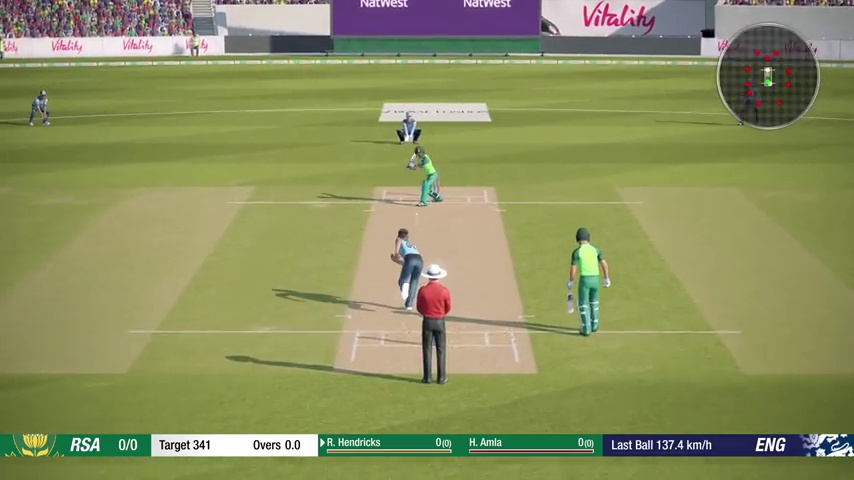 NatWest NatWest
Vitality
Vitality Vitality Vitality
RSA 0/0 Target 341 Overs 0.0 R. Hendricks 0(0) H. Amla 0(0) Last Ball 137.4 km/h ENG